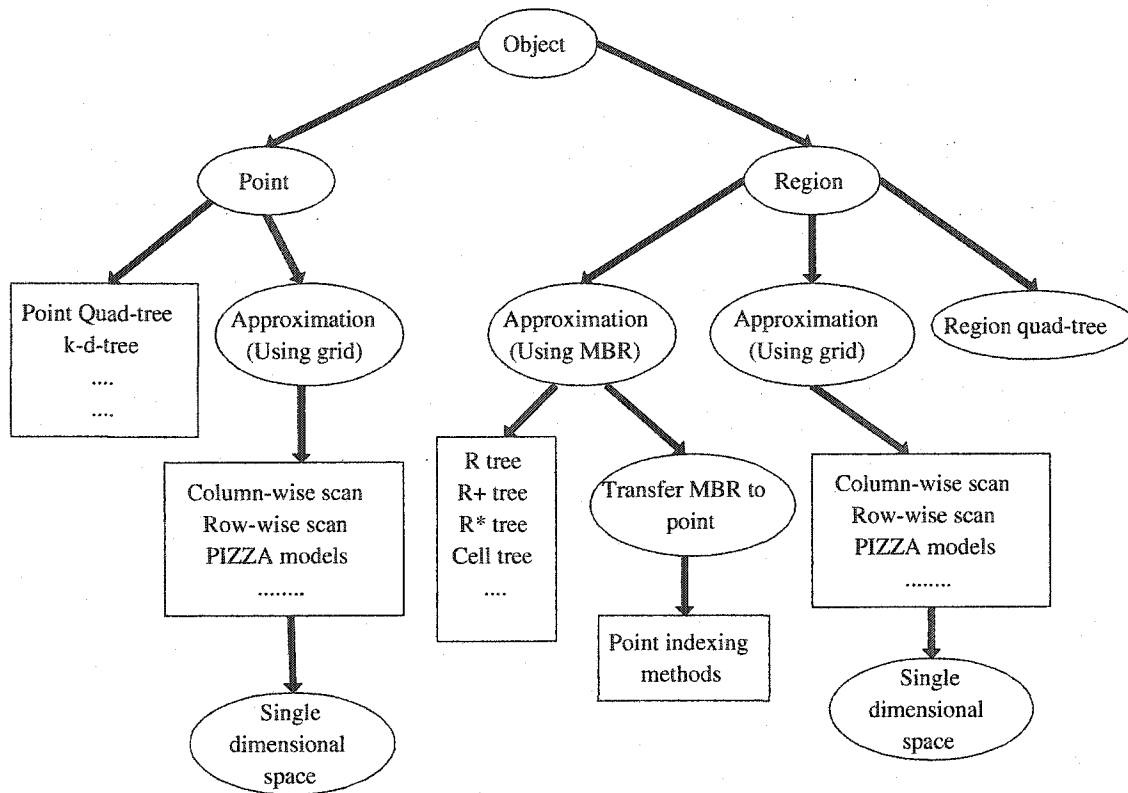 Object
Point
Region
Point Quad-tree
k-d-tree
....
....
Approximation
(Using grid)
Approximation
(Using MBR)
Approximation
(Using grid)
Region quad-tree
Column-wise scan
Row-wise scan
PIZZA models
........
R tree
R+ tree
R* tree
Cell tree
....
Transfer MBR to
point
Column-wise scan
Row-wise scan
PIZZA models
........
Point indexing
methods
Single
dimensional
space
Single
dimensional
space